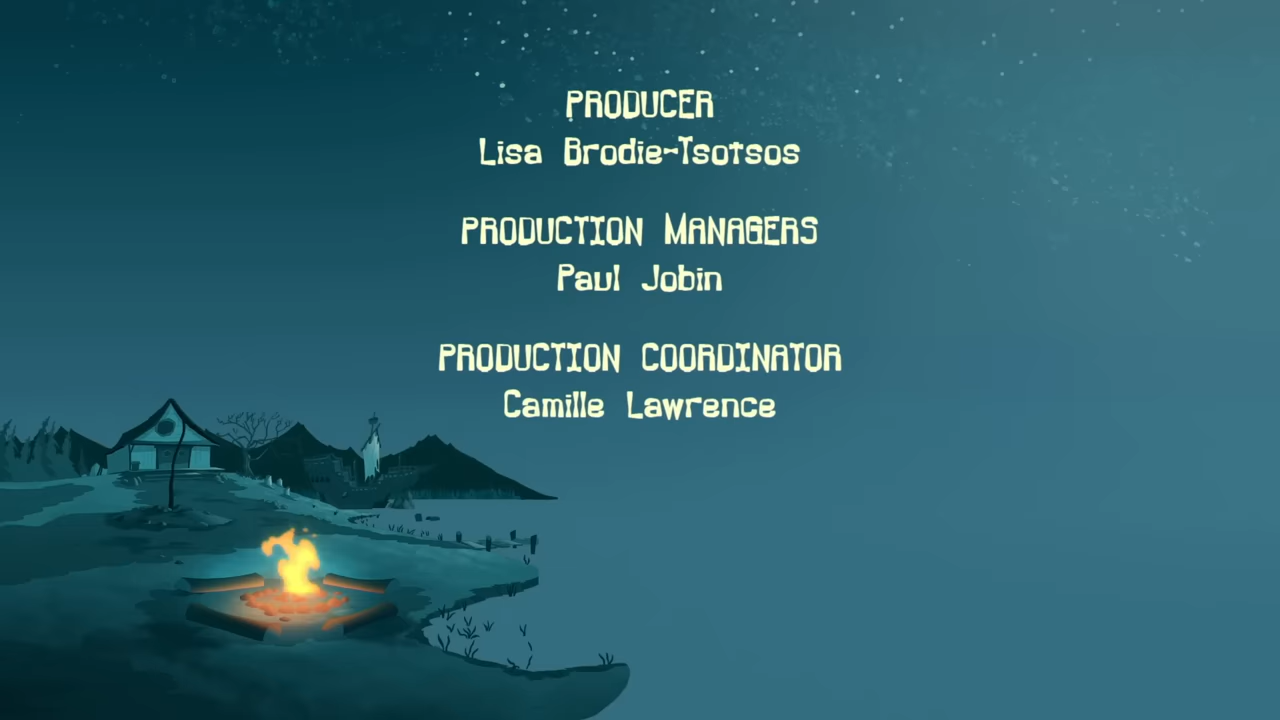 PRODUCER
Lisa Brodie-Tsotsos
PRODUCTION MANAGERS
Paul Jobin
PRODUCTION COORDINATOR
Camille Lawrence